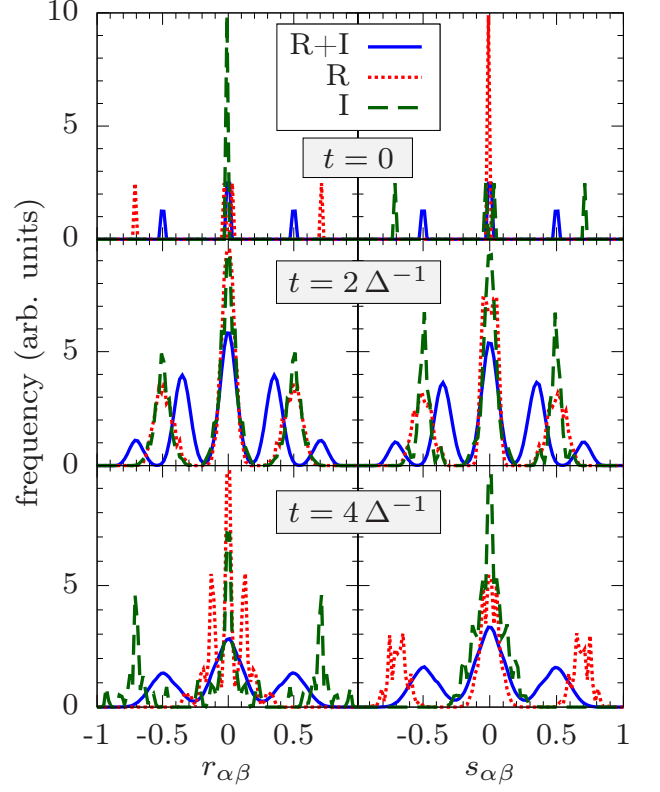 10
R+I
R
I
5
t = 0
0
t = 2 Δ⁻¹
5
0
t = 4 Δ⁻¹
5
0
frequency (arb. units)
-1 -0.5 0 0.5 -0.5 0 0.5 1
r_{αβ} s_{αβ}